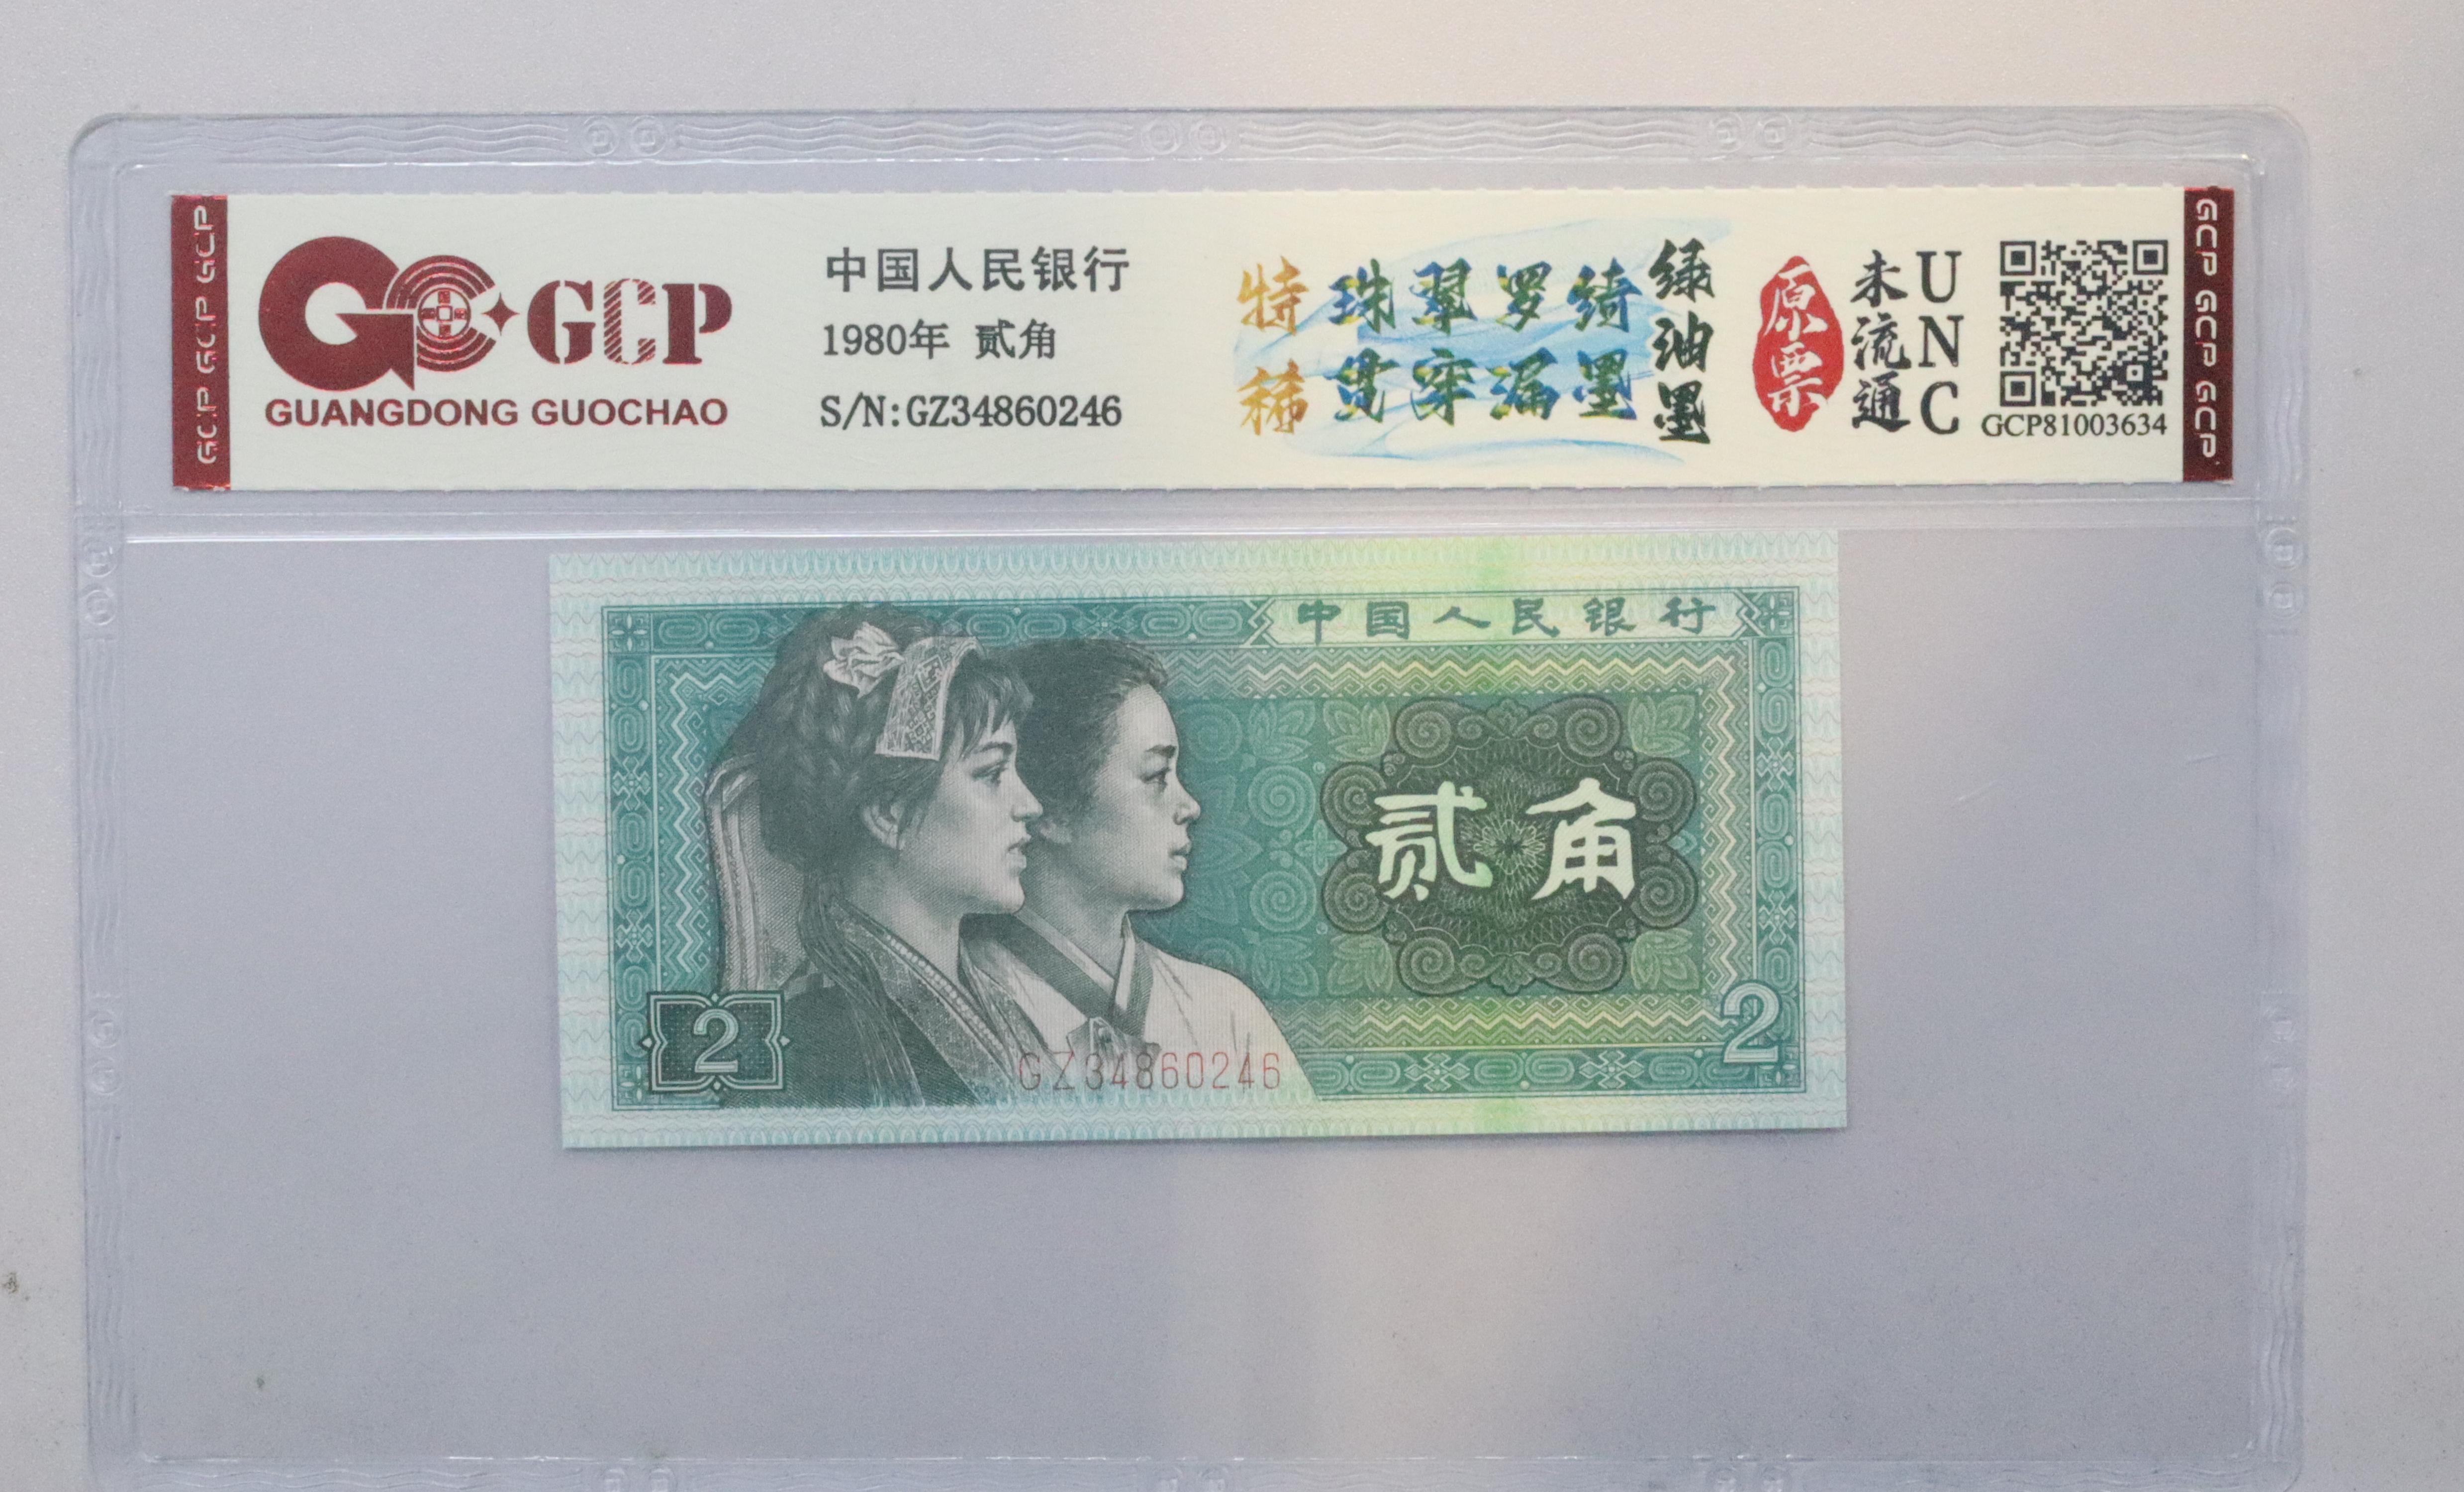 GCP GCP GCP
GCP
GUANGDONG GUOCHAO
中国人民银行
1980年 贰角
S/N:GZ34860246
特稀
珠翠罗绮
贯穿漏墨
绿油墨
原票
未流通
UNC
GCP81003634
GCP GCP GCP
中国人民银行
贰角
2
2
GZ34860246